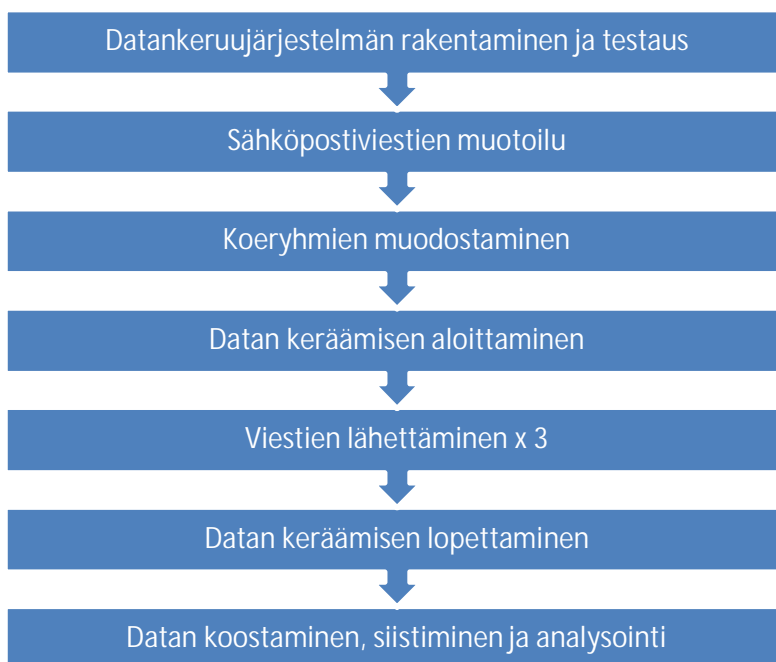 Datankeruujärjestelmän rakentaminen ja testaus
Sähköpostiviestien muotoilu
Koeryhmien muodostaminen
Datan keräämisen aloittaminen
Viestien lähettäminen x 3
Datan keräämisen lopettaminen
Datan koostaminen, siistiminen ja analysointi